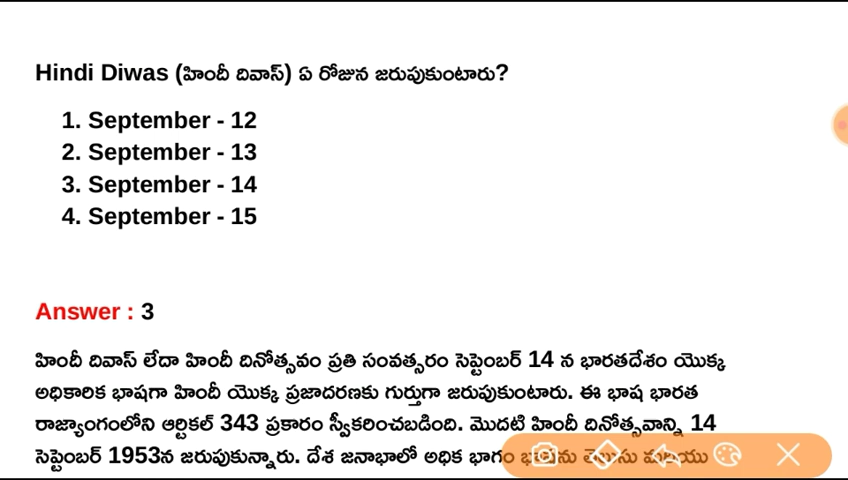 Hindi Diwas (హిందీ దివాస్) ఏ రోజున జరుపుకుంటారు?
1. September - 12
2. September - 13
3. September - 14
4. September - 15
Answer : 3
హిందీ దివాస్ లేదా హిందీ దినోత్సవం ప్రతి సంవత్సరం సెప్టెంబర్ 14 న భారతదేశం యొక్క
అధికారిక భాషగా హిందీ యొక్క ప్రజాదరణకు గుర్తుగా జరుపుకుంటారు. ఈ భాష భారత
రాజ్యాంగంలోని ఆర్టికల్ 343 ప్రకారం స్వీకరించబడింది. మొదటి హిందీ దినోత్సవాన్ని 14
సెప్టెంబర్ 1953న జరుపుకున్నారు. దేశ జనాభాలో అధిక భాగం